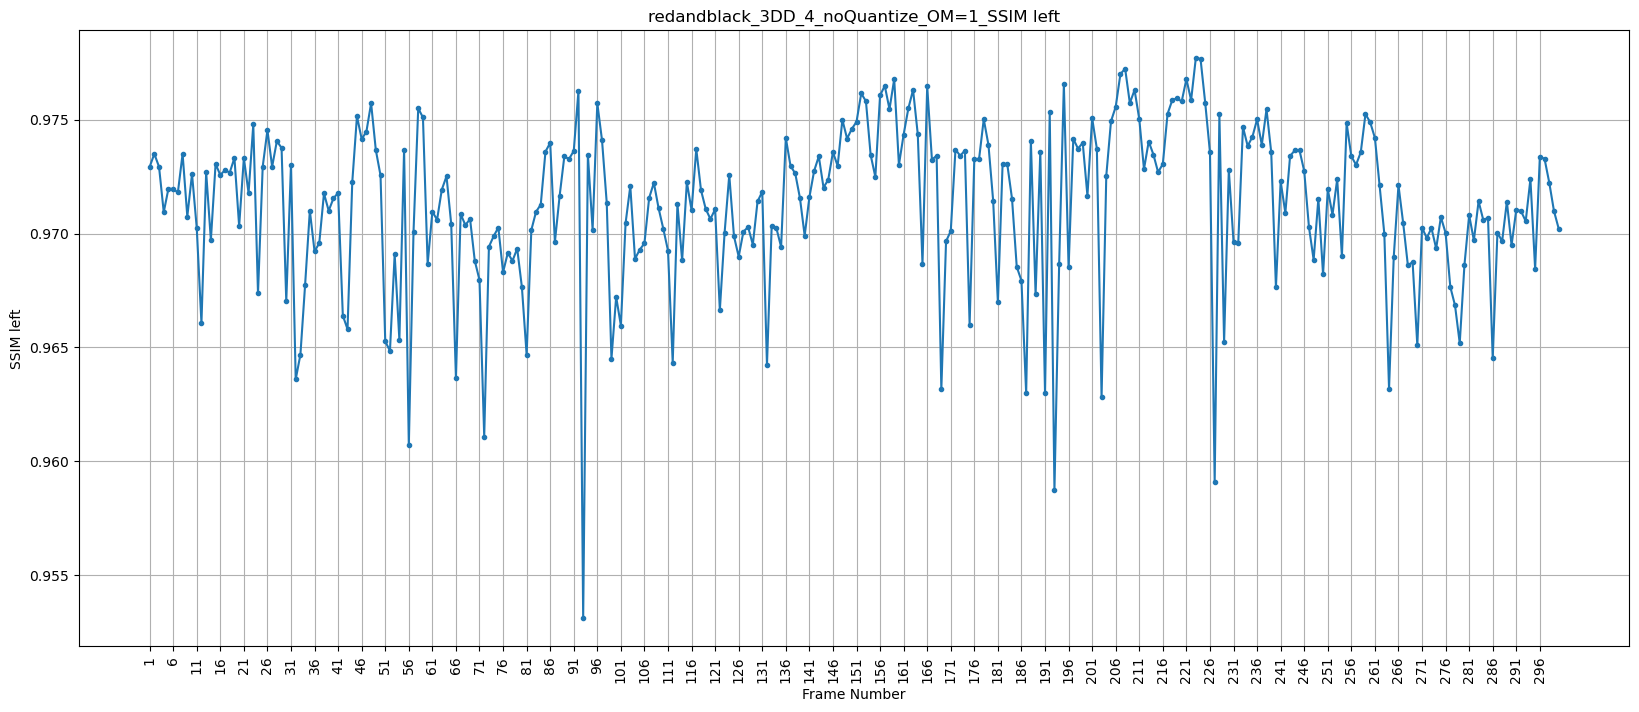 redandblack_3DD_4_noQuantize_OM=1_SSIM left
SSIM left
0.975
0.970
0.965
0.960
0.955
1 6 11 16 21 26 31 36 41 46 51 56 61 66 71 76 81 86 91 96 101 106 111 116 121 126 131 136 141 146 151 156 161 166 171 176 181 186 191 196 201 206 211 216 221 226 231 236 241 246 251 256 261 266 271 276 281 286 291 296
Frame Number